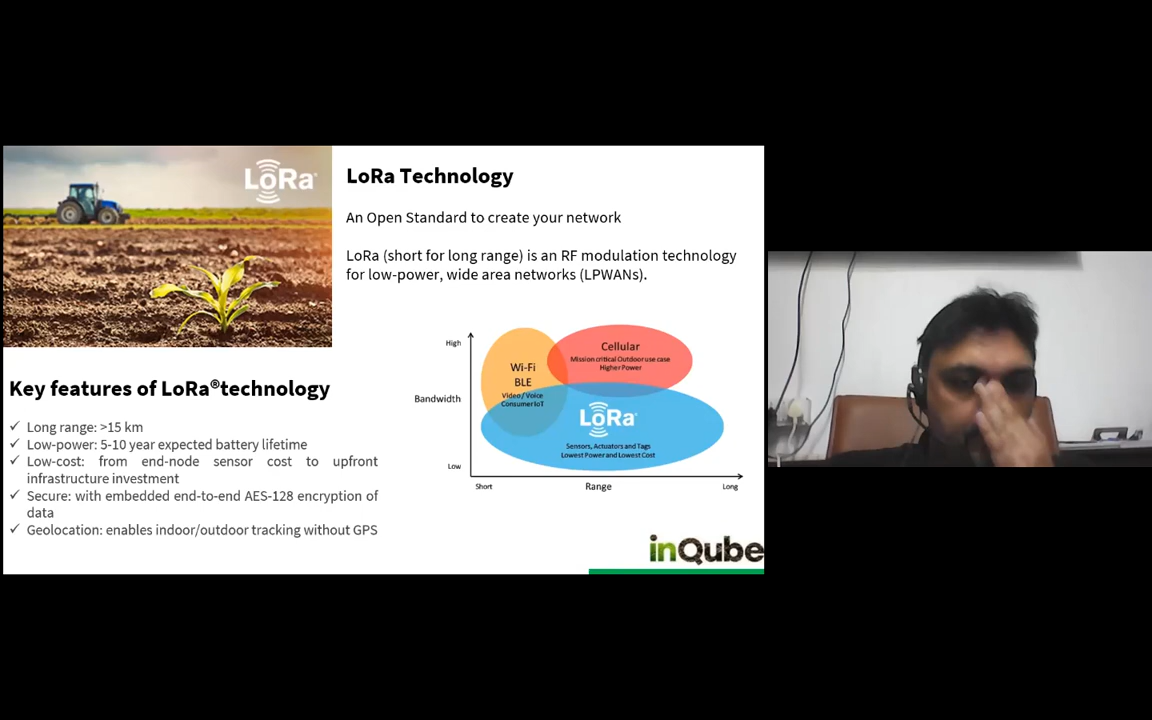 LoRa
LoRa Technology
An Open Standard to create your network
LoRa (short for long range) is an RF modulation technology
for low-power, wide area networks (LPWANs).
Key features of LoRa®technology
✓ Long range: >15 km
✓ Low-power: 5-10 year expected battery lifetime
✓ Low-cost: from end-node sensor cost to upfront
infrastructure investment
✓ Secure: with embedded end-to-end AES-128 encryption of
data
✓ Geolocation: enables indoor/outdoor tracking without GPS
High
Bandwidth
Low
Wi-Fi
BLE
Video / Voice
Consumer IoT
Cellular
Mission critical Outdoor use case
Higher Power
LoRa
Sensors, Actuators and Tags
Lowest Power and Lowest Cost
Short
Range
Long
inQube